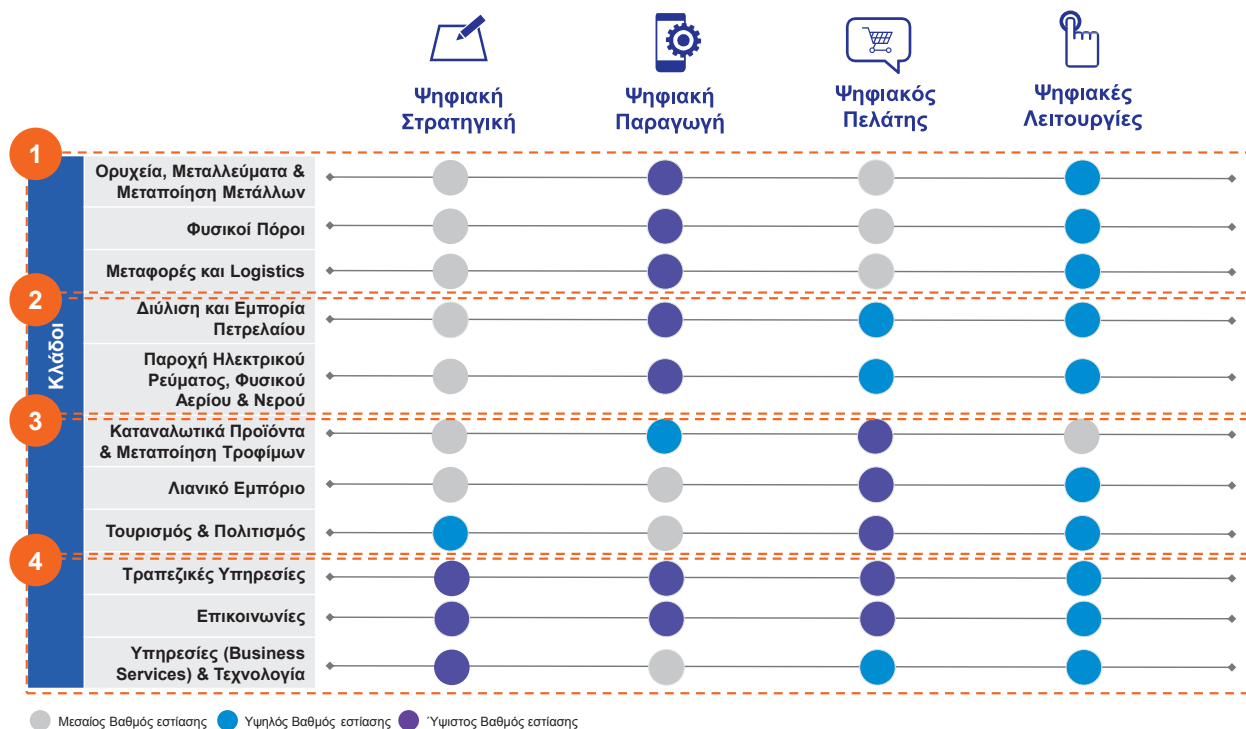 Ψηφιακή
Στρατηγική
Ψηφιακή
Παραγωγή
Ψηφιακός
Πελάτης
Ψηφιακές
Λειτουργίες
1
Ορυχεία, Μεταλλεύματα &
Μεταποίηση Μετάλλων
Φυσικοί Πόροι
Μεταφορές και Logistics
2
Διύλιση και Εμπορία
Πετρελαίου
Κλάδοι
Παροχή Ηλεκτρικού
Ρεύματος, Φυσικού
Αερίου & Νερού
3
Καταναλωτικά Προϊόντα
& Μεταποίηση Τροφίμων
Λιανικό Εμπόριο
Τουρισμός & Πολιτισμός
4
Τραπεζικές Υπηρεσίες
Επικοινωνίες
Υπηρεσίες (Business
Services) & Τεχνολογία
Μεσαίος Βαθμός εστίασης
Υψηλός Βαθμός εστίασης
Ύψιστος Βαθμός εστίασης